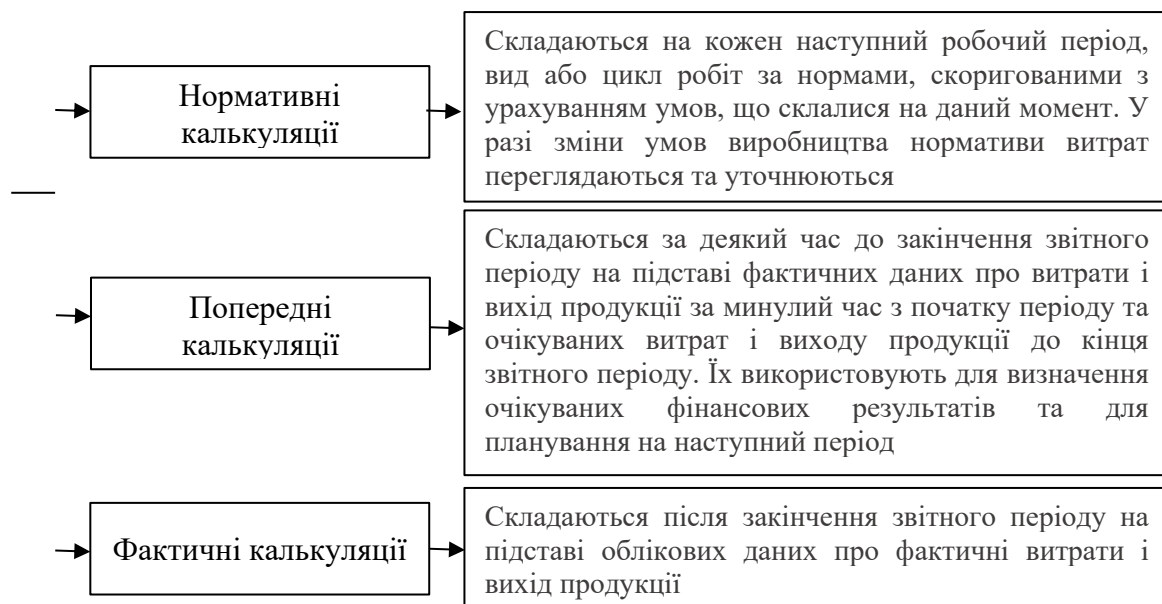 Нормативні
калькуляції
Складаються на кожен наступний робочий період,
вид або цикл робіт за нормами, скоригованими з
урахуванням умов, що склалися на даний момент. У
разі зміни умов виробництва нормативи витрат
переглядаються та уточнюються
Попередні
калькуляції
Складаються за деякий час до закінчення звітного
періоду на підставі фактичних даних про витрати і
вихід продукції за минулий час з початку періоду та
очікуваних витрат і виходу продукції до кінця
звітного періоду. Їх використовують для визначення
очікуваних фінансових результатів та для
планування на наступний період
Фактичні калькуляції
Складаються після закінчення звітного періоду на
підставі облікових даних про фактичні витрати і
вихід продукції